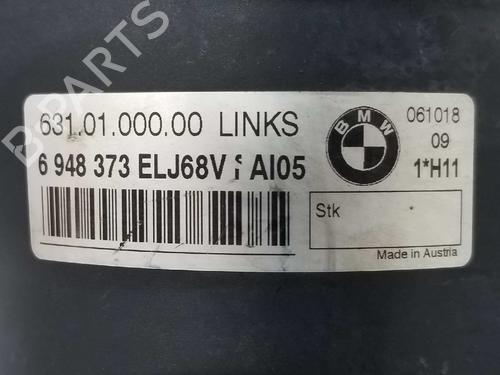 B-PARTS
631.01.000.00 LINKS
6 948 373 ELJ68V AI05
BMW
061018
09
1*H11
Stk
Made in Austria